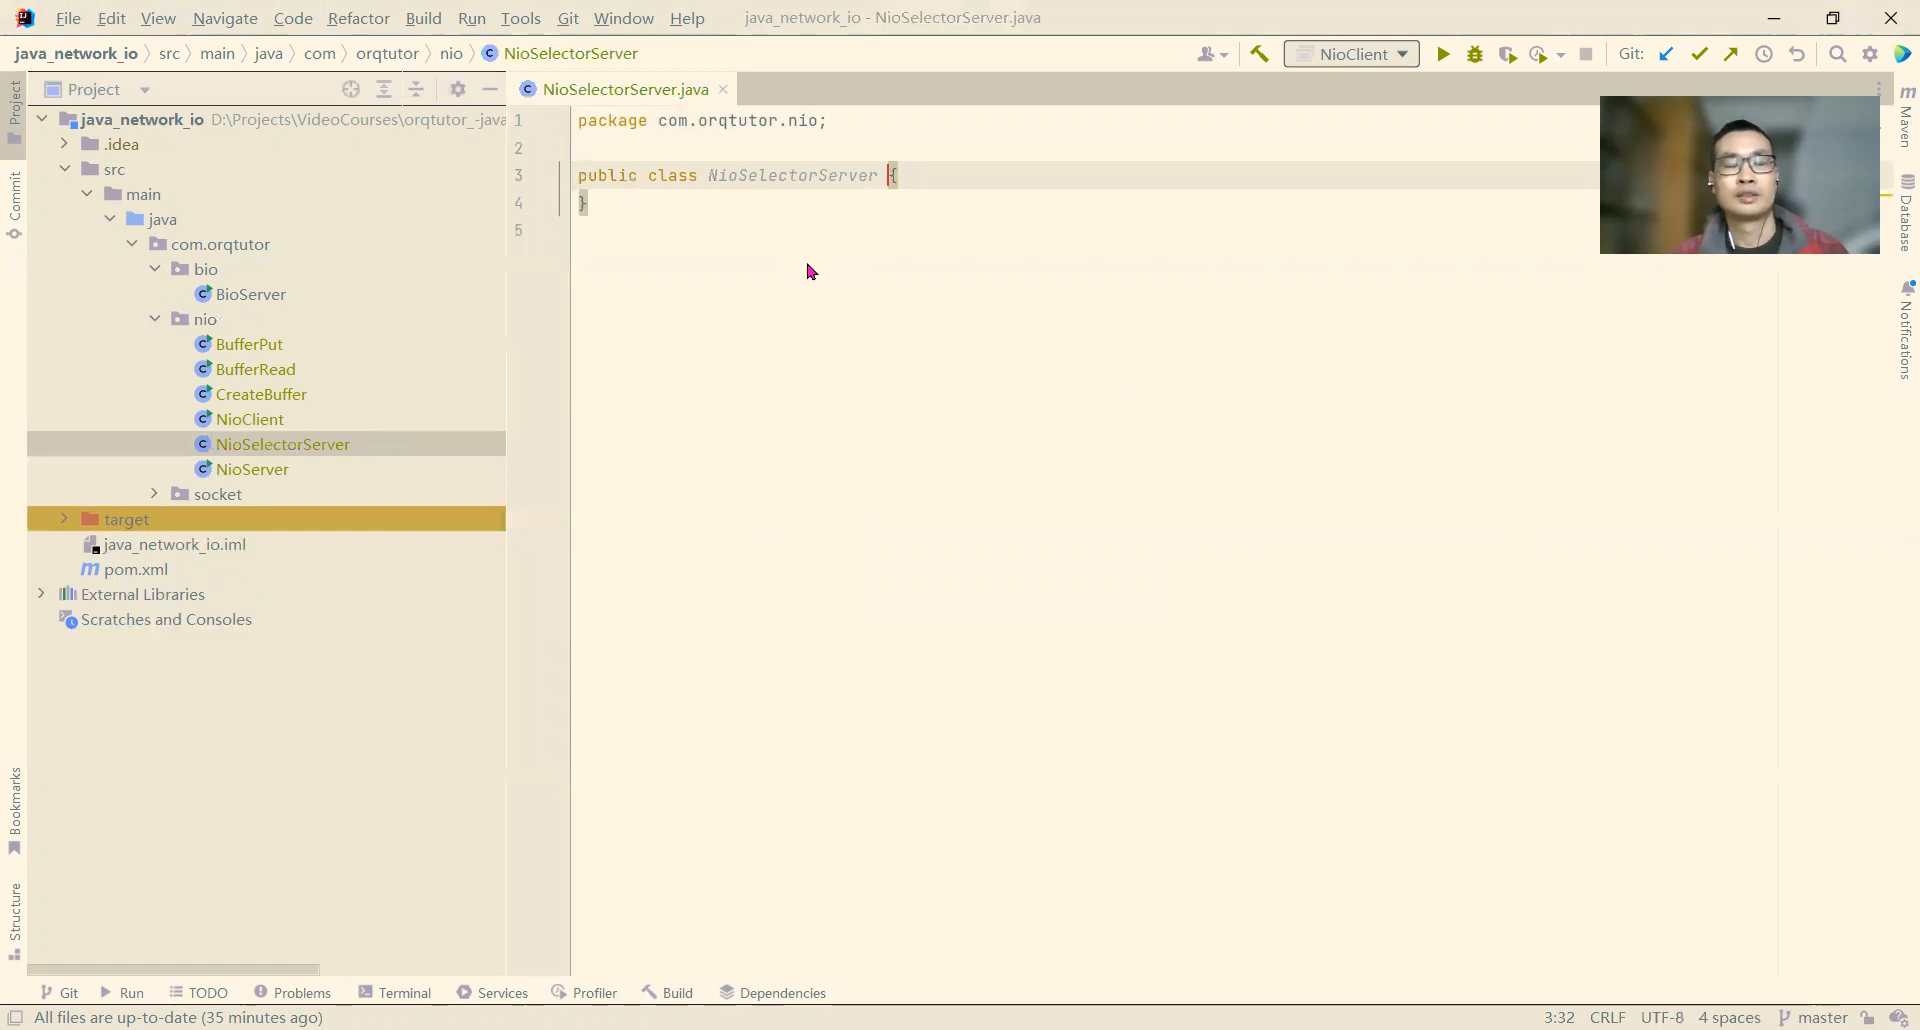 File Edit View Navigate Code Refactor Build Run Tools Git Window Help java_network_io - NioSelectorServer.java
java_network_io src main java com orqtutor nio NioSelectorServer NioClient Git:
Project
NioSelectorServer.java
java_network_io D:\Projects\VideoCourses\orqtutor_-java
.idea
src
main
java
com.orqtutor
bio
BioServer
nio
BufferPut
BufferRead
CreateBuffer
NioClient
NioSelectorServer
NioServer
socket
target
java_network_io.iml
pom.xml
External Libraries
Scratches and Consoles
1 package com.orqtutor.nio;
2
3 public class NioSelectorServer {
4 }
5
Project
Commit
Bookmarks
Structure
Maven
Database
Notifications
Git Run TODO Problems Terminal Services Profiler Build Dependencies
All files are up-to-date (35 minutes ago) 3:32 CRLF UTF-8 4 spaces master